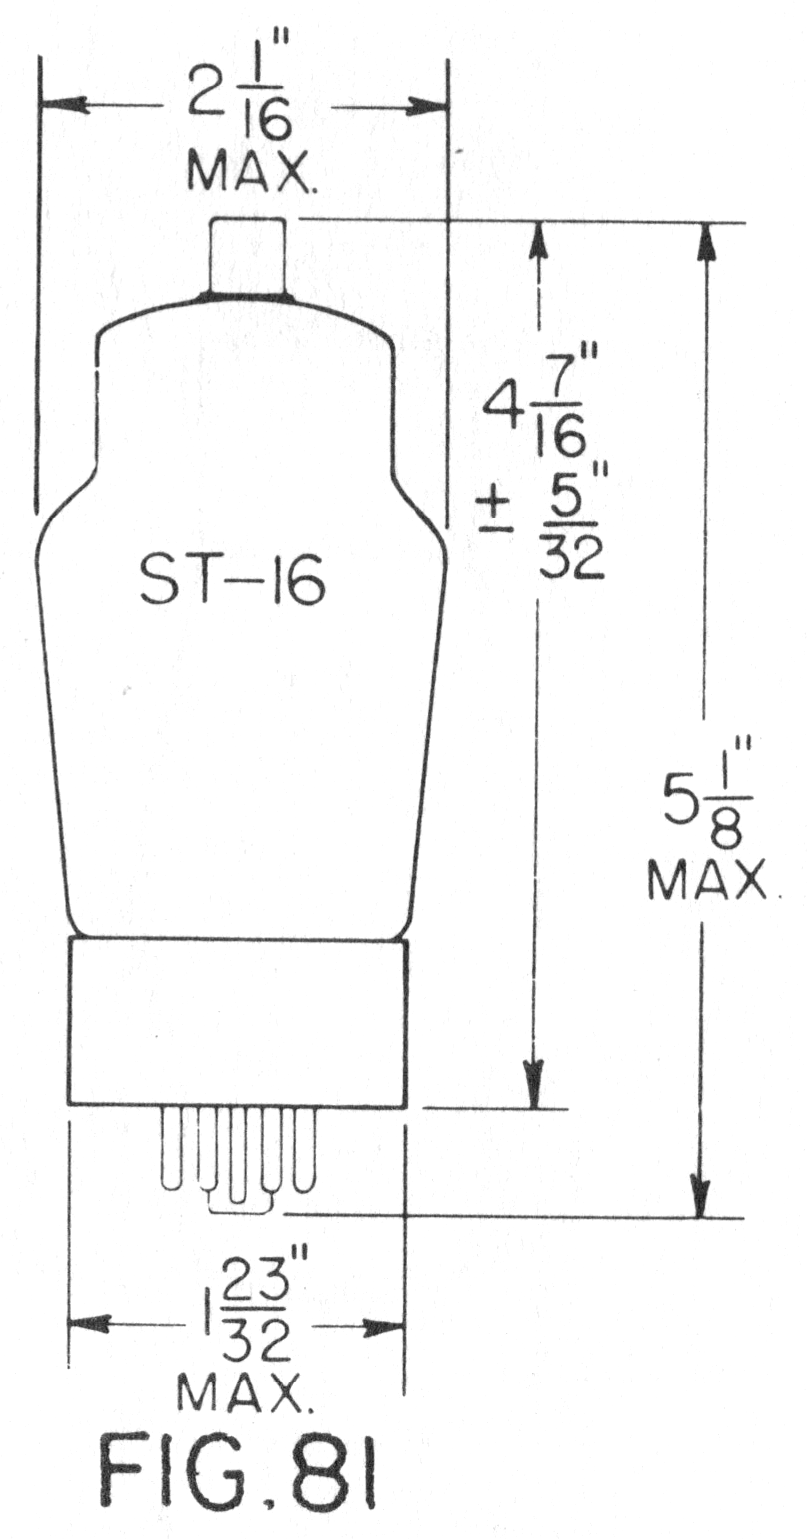 2 1/16"
MAX.
4 7/16"
± 5/32"
ST-16
5 1/8"
MAX.
1 23/32"
MAX.
FIG. 81